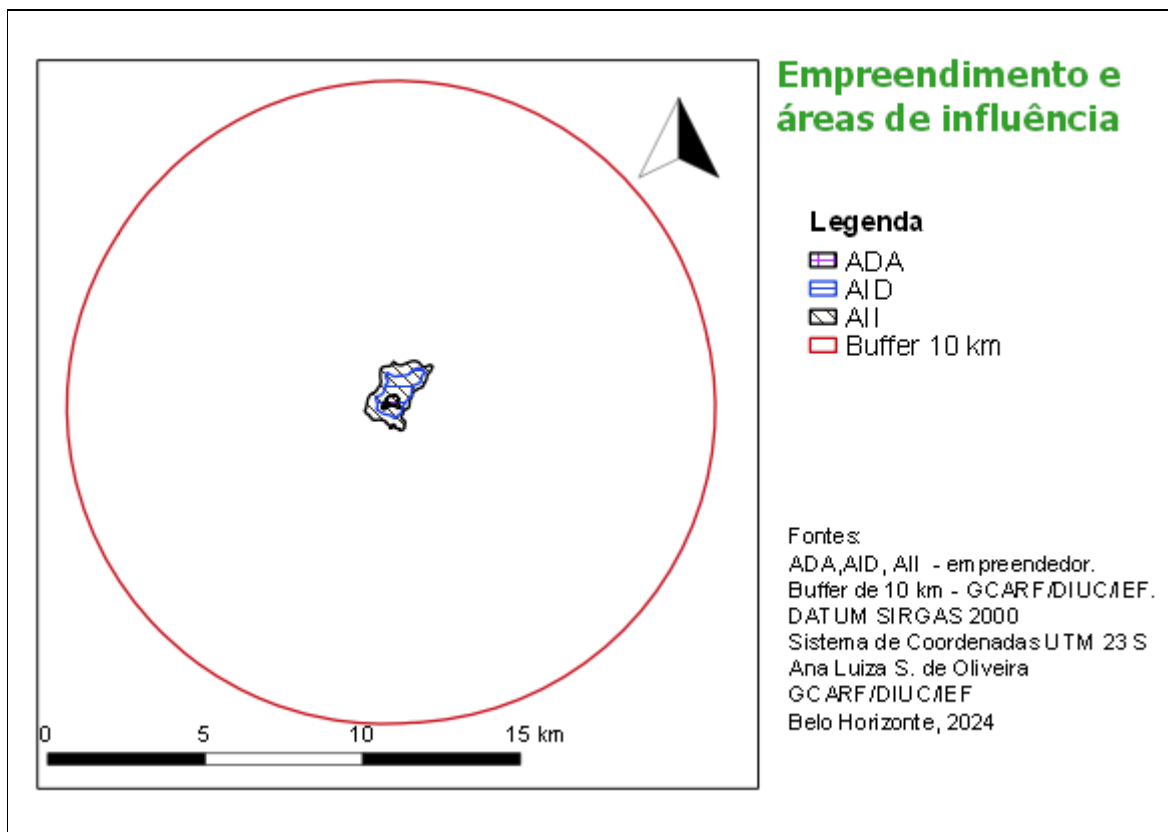 Empreendimento e
áreas de influência
Legenda
ADA
AID
AII
Buffer 10 km
Fontes:
ADA,AID, AII - empreendedor.
Buffer de 10 km - GCARF/DIUC/IEF.
DATUM SIRGAS 2000
Sistema de Coordenadas UTM 23 S
Ana Luiza S. de Oliveira
GCARF/DIUC/IEF
Belo Horizonte, 2024
0 5 10 15 km